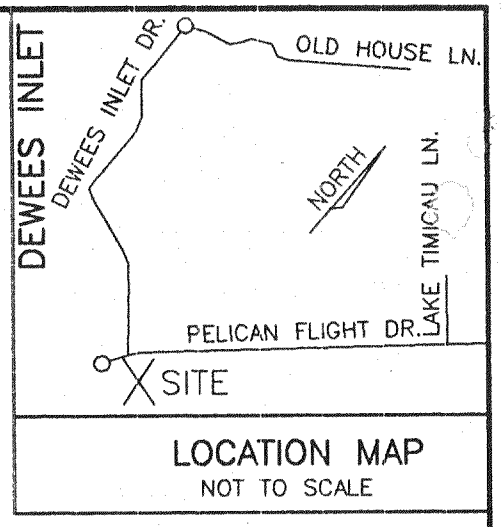 DEWEES INLET
DEWEES INLET DR.
OLD HOUSE LN.
NORTH
LAKE TIMICAU LN.
PELICAN FLIGHT DR.
SITE
LOCATION MAP
NOT TO SCALE